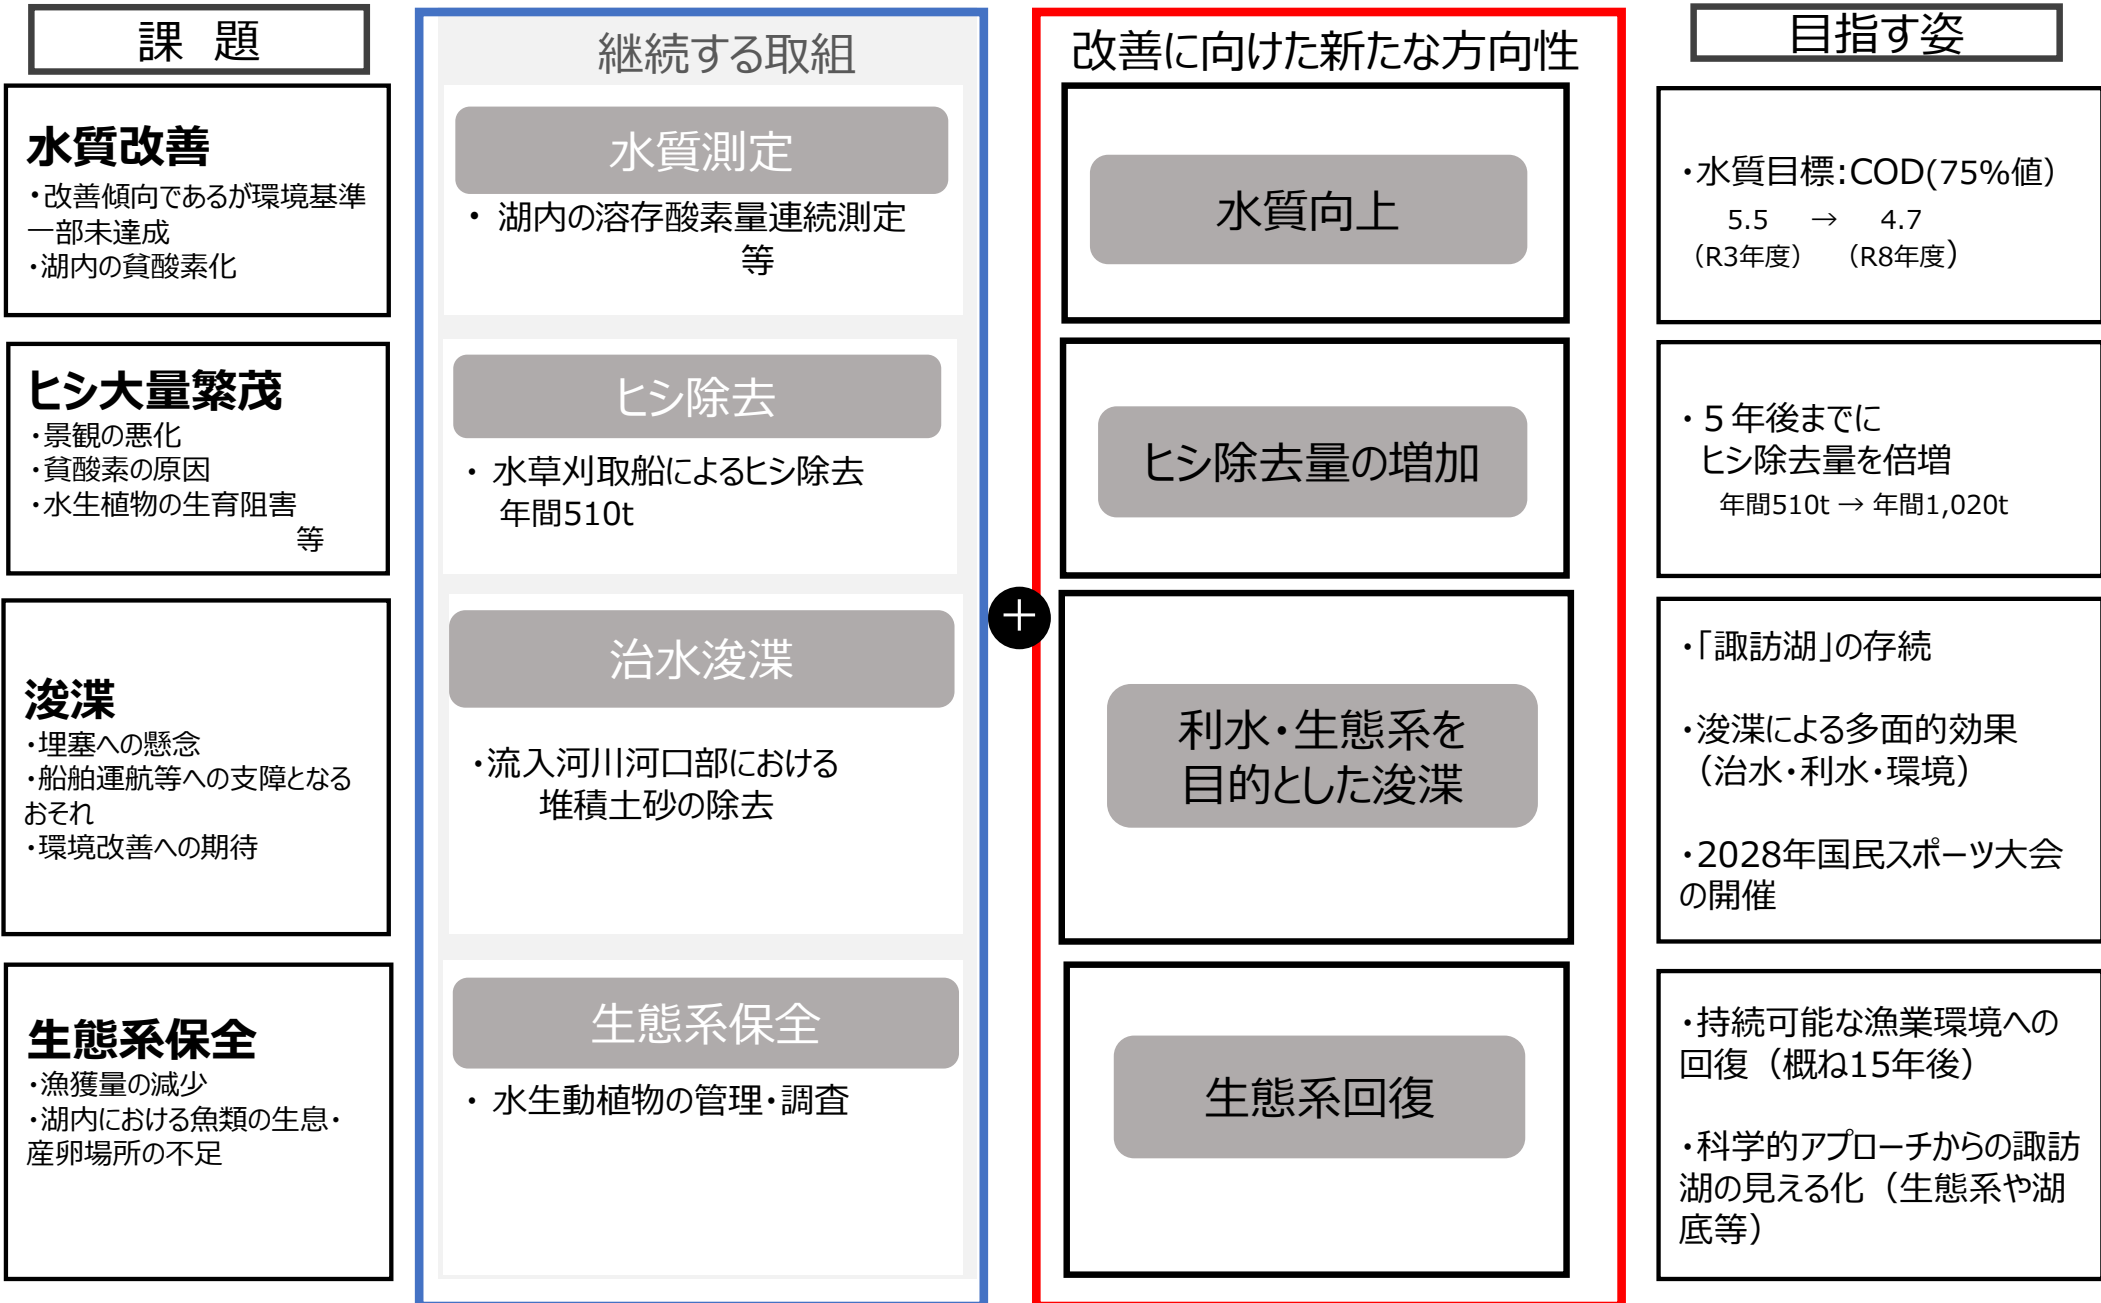 課 題
水質改善
・改善傾向であるが環境基準
一部未達成
・湖内の貧酸素化
ヒシ大量繁茂
・景観の悪化
・貧酸素の原因
・水生植物の生育阻害
等
浚渫
・埋塞への懸念
・船舶運航等への支障となる
おそれ
・環境改善への期待
生態系保全
・漁獲量の減少
・湖内における魚類の生息・
産卵場所の不足
継続する取組
水質測定
・ 湖内の溶存酸素量連続測定
等
ヒシ除去
・ 水草刈取船によるヒシ除去
年間510t
治水浚渫
・流入河川河口部における
堆積土砂の除去
生態系保全
・ 水生動植物の管理・調査
＋
改善に向けた新たな方向性
水質向上
ヒシ除去量の増加
利水・生態系を
目的とした浚渫
生態系回復
目指す姿
・水質目標:COD(75%値）
5.5 → 4.7
（R3年度） （R8年度）
・５年後までに
ヒシ除去量を倍増
年間510t → 年間1,020t
・「諏訪湖」の存続
・浚渫による多面的効果
（治水・利水・環境）
・2028年国民スポーツ大会
の開催
・持続可能な漁業環境への
回復（概ね15年後）
・科学的アプローチからの諏訪
湖の見える化（生態系や湖
底等）